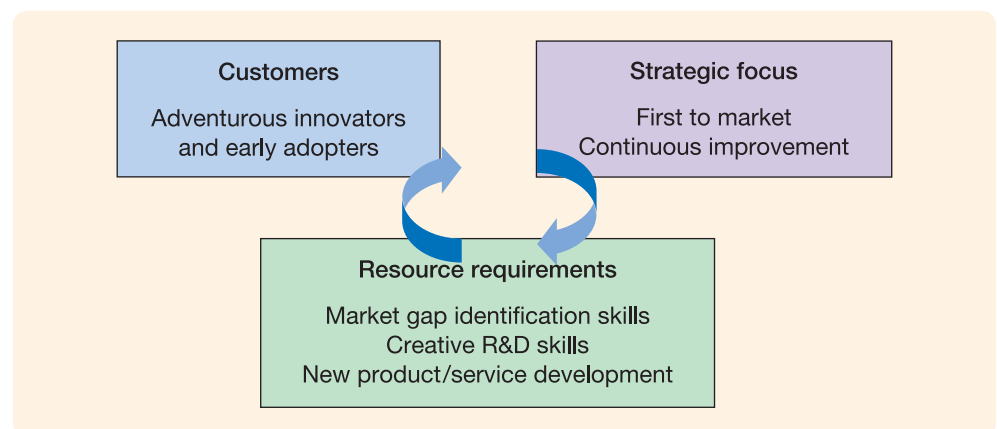 Customers
Adventurous innovators
and early adopters
Strategic focus
First to market
Continuous improvement
Resource requirements
Market gap identification skills
Creative R&D skills
New product/service development